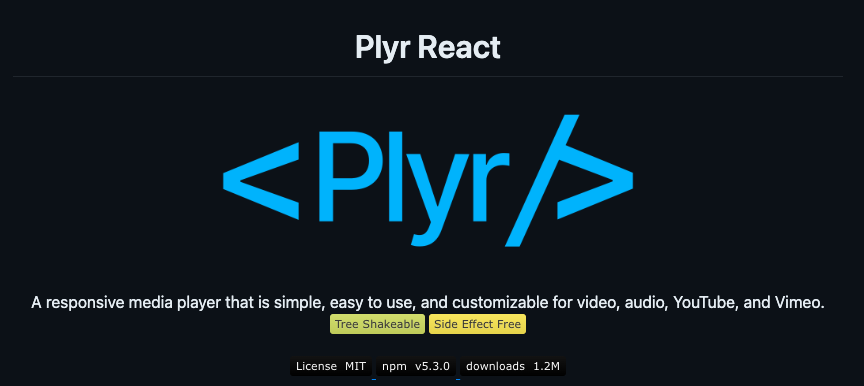 Plyr React
<Plyr/>
A responsive media player that is simple, easy to use, and customizable for video, audio, YouTube, and Vimeo.
Tree Shakeable Side Effect Free
License MIT npm v5.3.0 downloads 1.2M